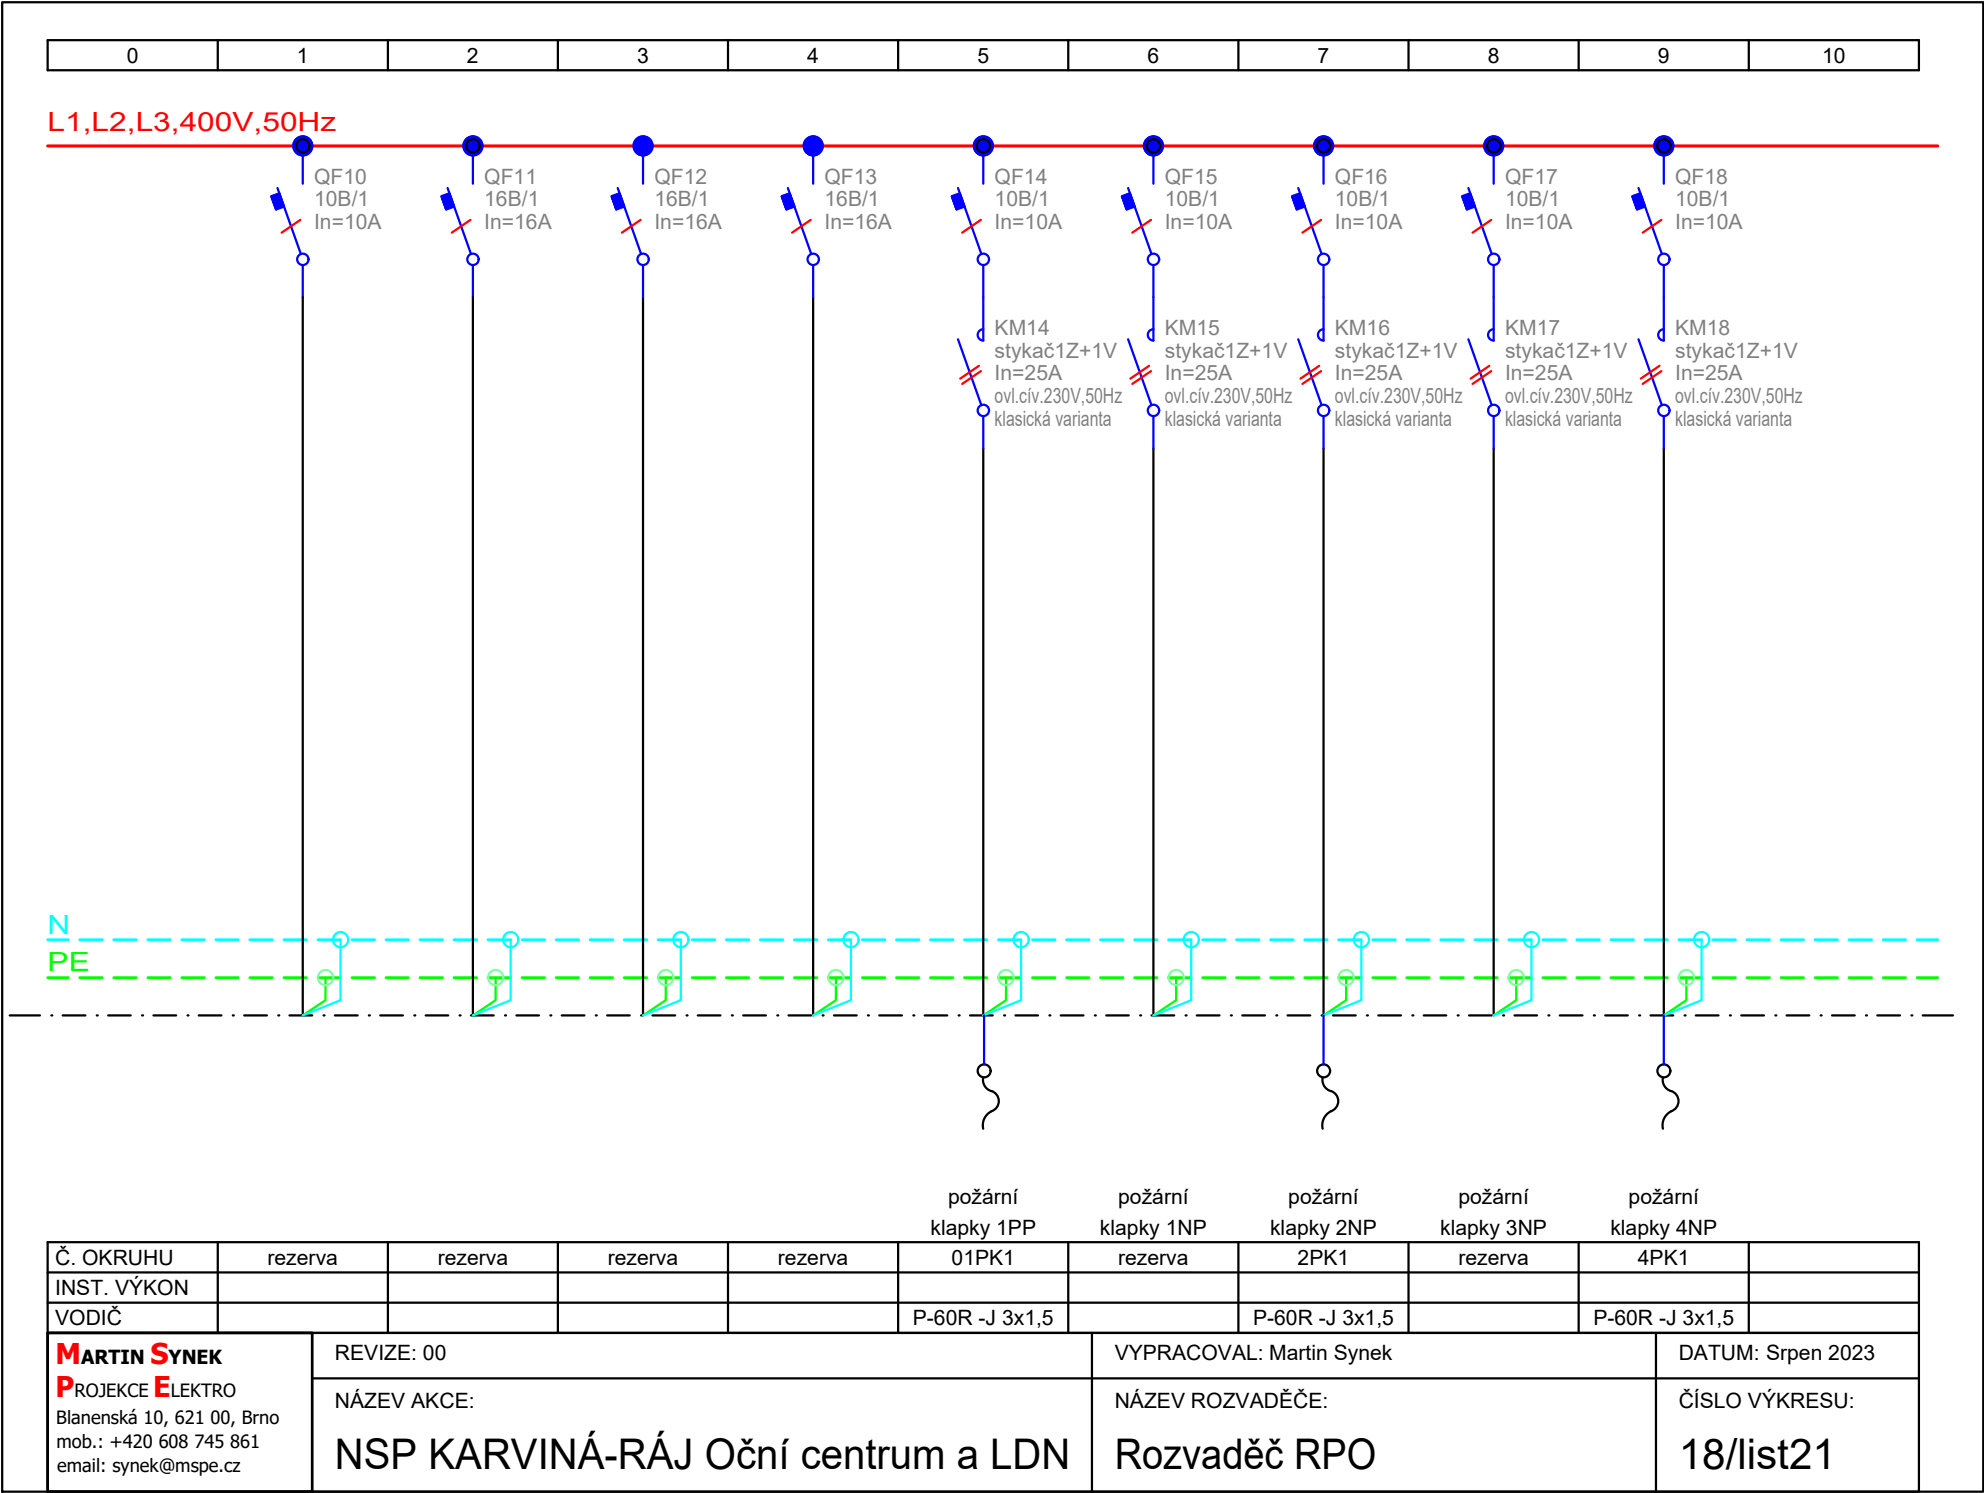 0 1 2 3 4 5 6 7 8 9 10
L1,L2,L3,400V,50Hz
QF10
10B/1
In=10A
QF11
16B/1
In=16A
QF12
16B/1
In=16A
QF13
16B/1
In=16A
QF14
10B/1
In=10A
QF15
10B/1
In=10A
QF16
10B/1
In=10A
QF17
10B/1
In=10A
QF18
10B/1
In=10A
KM14
stykač1Z+1V
In=25A
ovl.cív.230V,50Hz
klasická varianta
KM15
stykač1Z+1V
In=25A
ovl.cív.230V,50Hz
klasická varianta
KM16
stykač1Z+1V
In=25A
ovl.cív.230V,50Hz
klasická varianta
KM17
stykač1Z+1V
In=25A
ovl.cív.230V,50Hz
klasická varianta
KM18
stykač1Z+1V
In=25A
ovl.cív.230V,50Hz
klasická varianta
N
PE
požární
klapky 1PP
požární
klapky 1NP
požární
klapky 2NP
požární
klapky 3NP
požární
klapky 4NP
Č. OKRUHU rezerva rezerva rezerva rezerva 01PK1 rezerva 2PK1 rezerva 4PK1
INST. VÝKON
VODIČ P-60R -J 3x1,5 P-60R -J 3x1,5 P-60R -J 3x1,5
MARTIN SYNEK
PROJEKCE ELEKTRO
Blanenská 10, 621 00, Brno
mob.: +420 608 745 861
email: synek@mspe.cz
REVIZE: 00
NÁZEV AKCE:
NSP KARVINÁ-RÁJ Oční centrum a LDN
VYPRACOVAL: Martin Synek
NÁZEV ROZVADĚČE:
Rozvaděč RPO
DATUM: Srpen 2023
ČÍSLO VÝKRESU:
18/list21